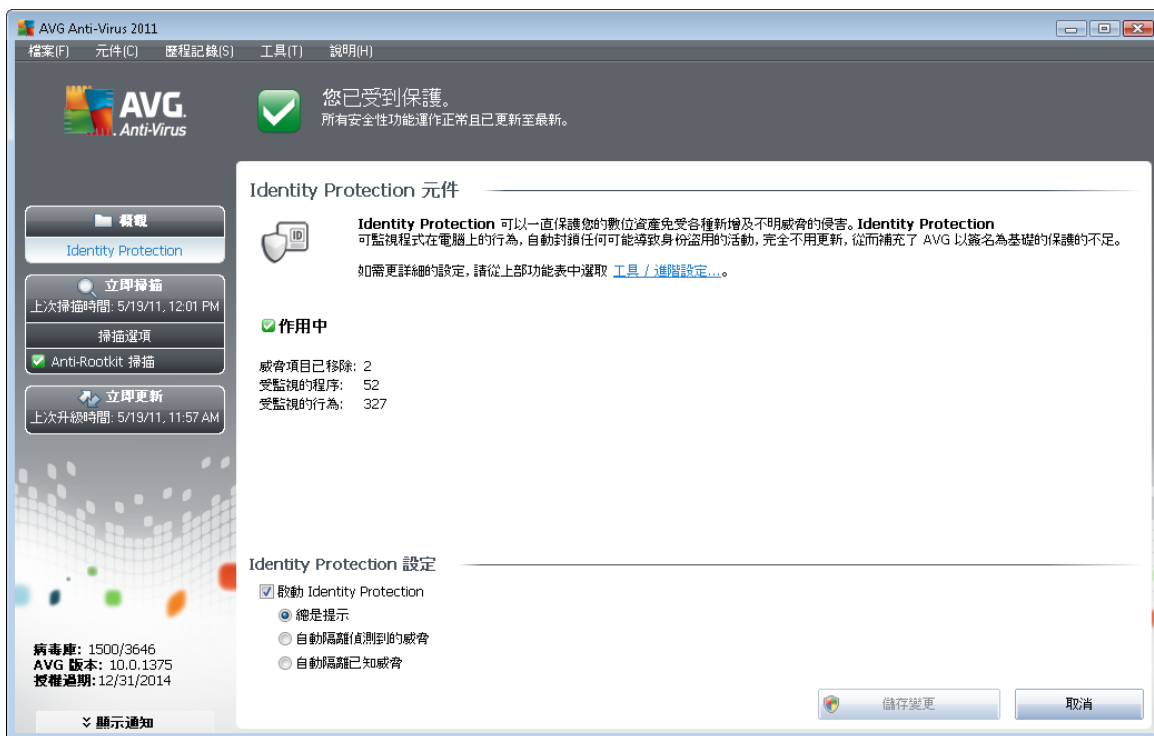 AVG Anti-Virus 2011
檔案(F) 元件(C) 歷程記錄(S) 工具(T) 說明(H)
AVG.
Anti-Virus
您已受到保護。
所有安全性功能運作正常且已更新至最新。
概觀
Identity Protection
立即掃描
上次掃描時間: 5/19/11, 12:01 PM
掃描選項
Anti-Rootkit 掃描
立即更新
上次升級時間: 5/19/11, 11:57 AM
病毒庫: 1500/3646
AVG 版本: 10.0.1375
授權過期: 12/31/2014
顯示通知
Identity Protection 元件
ID
Identity Protection 可以一直保護您的數位資產免受各種新增及不明威脅的侵害。Identity Protection
可監視程式在電腦上的行為, 自動封鎖任何可能導致身份盜用的活動, 完全不用更新, 從而補充了 AVG 以簽名為基礎的保護的不足。
如需更詳細的設定, 請從上部功能表中選取 工具 / 進階設定...。
作用中
威脅項目已移除: 2
受監視的程序: 52
受監視的行為: 327
Identity Protection 設定
啟動 Identity Protection
總是提示
自動隔離偵測到的威脅
自動隔離已知威脅
儲存變更
取消